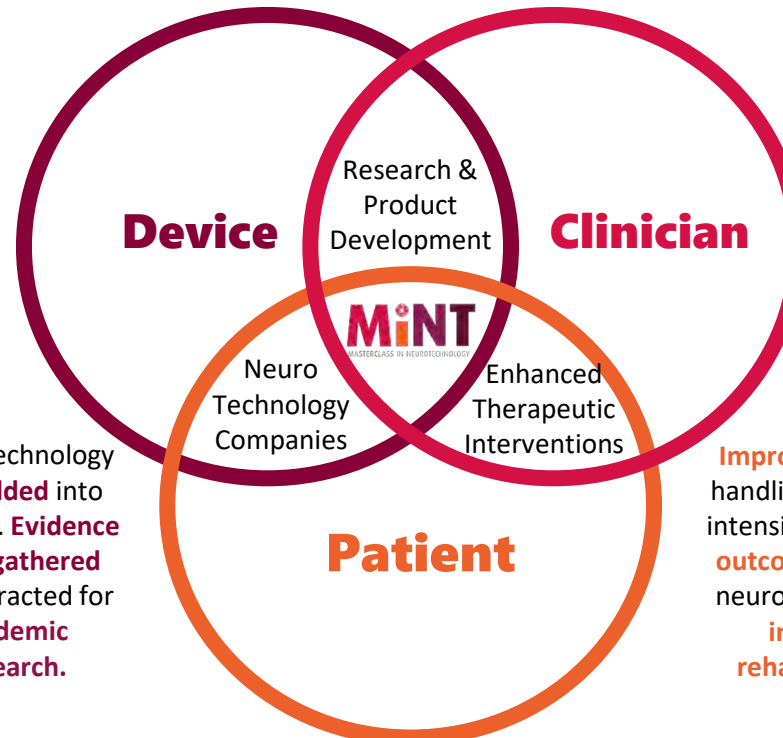 Research &
Product
Development
Device
Clinician
MiNT
MASTERCLASS IN NEUROTECHNOLOGY
Neuro
Technology
Companies
Enhanced
Therapeutic
Interventions
Patient
echnology
dded into
. Evidence
gathered
racted for
demic
earch.
Impro
handli
intensi
outco
neuro
in
reha